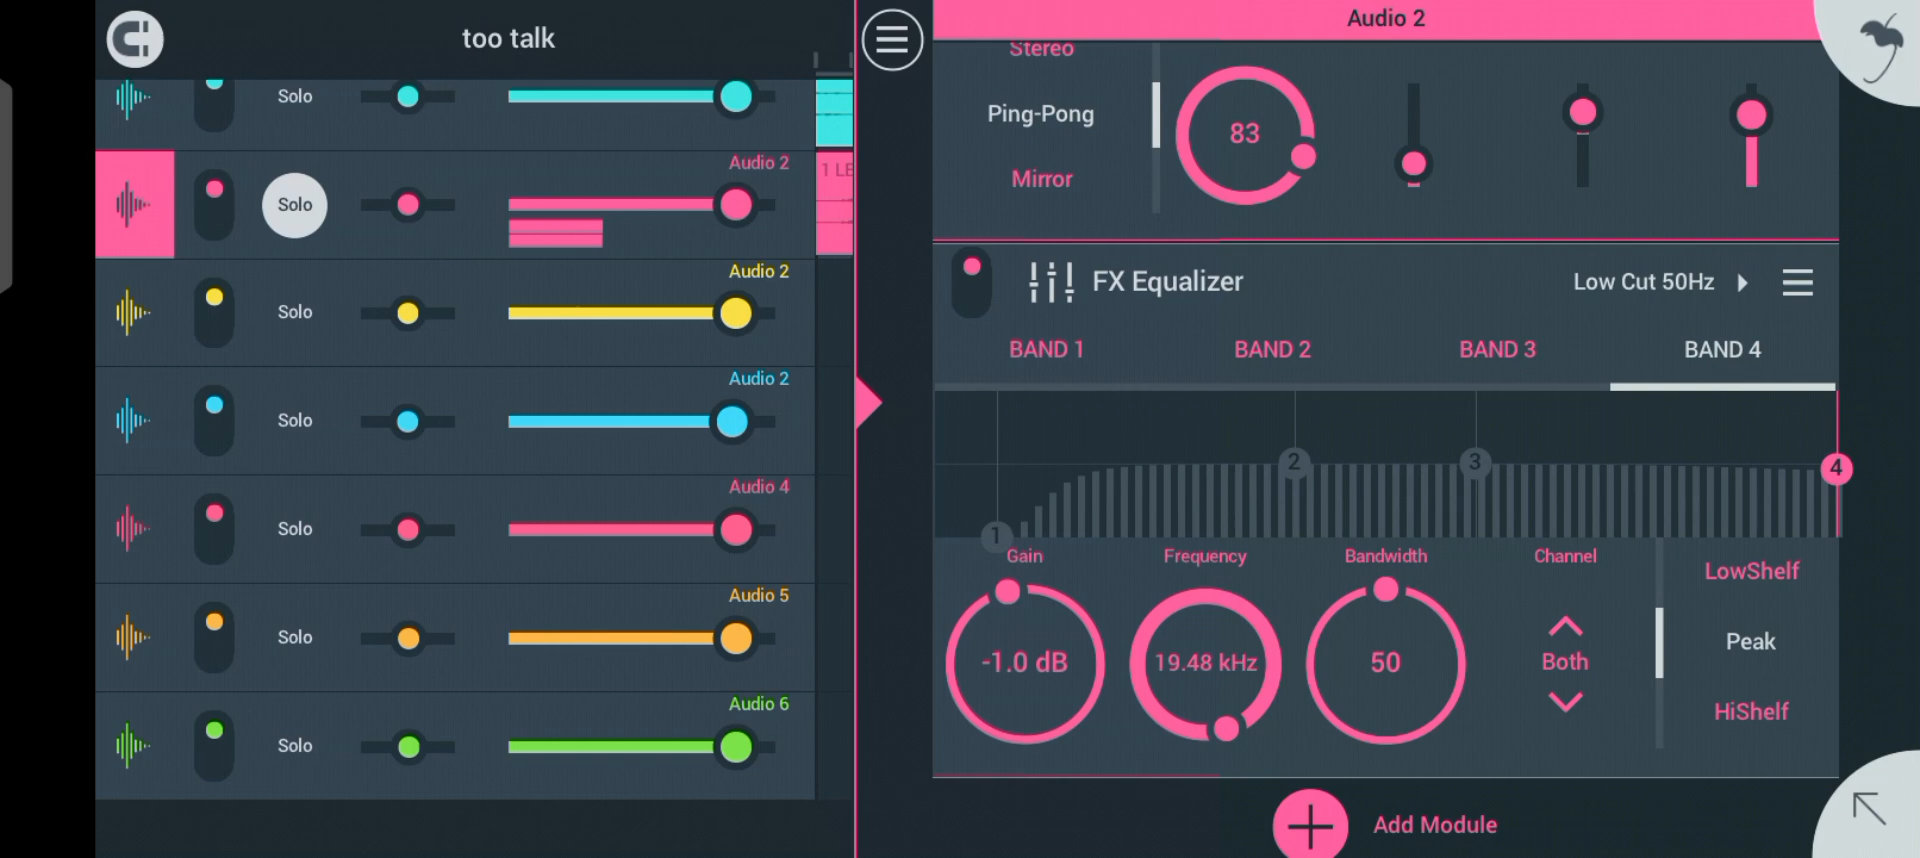 too talk
Solo
Audio 2
Solo
1 LE
Audio 2
Solo
Audio 2
Solo
Audio 4
Solo
Audio 5
Solo
Audio 6
Solo
Audio 2
Stereo
Ping-Pong
Mirror
83
FX Equalizer
Low Cut 50Hz
BAND 1 BAND 2 BAND 3 BAND 4
1 2 3 4
Gain Frequency Bandwidth Channel
-1.0 dB 19.48 kHz 50 Both
LowShelf
Peak
HiShelf
Add Module